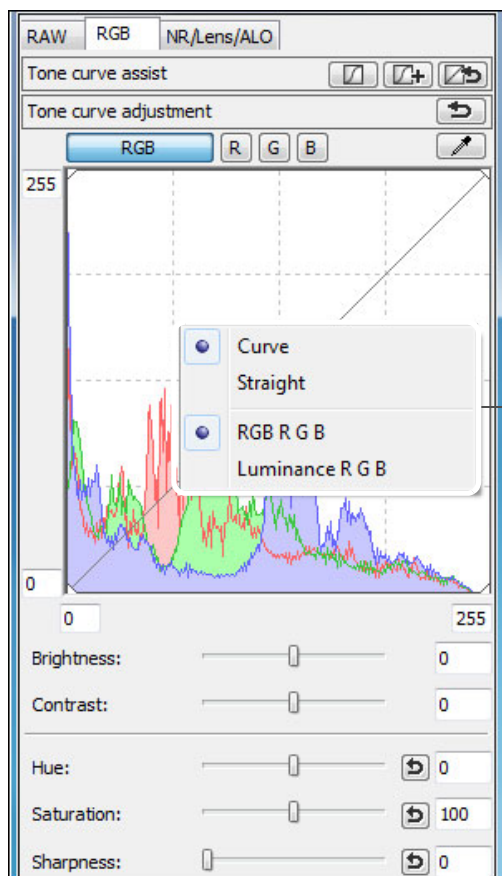 RAW RGB NR/Lens/ALO
Tone curve assist
Tone curve adjustment
RGB R G B
255
Curve
Straight
RGB R G B
Luminance R G B
0
0 255
Brightness: 0
Contrast: 0
Hue: 0
Saturation: 100
Sharpness: 0